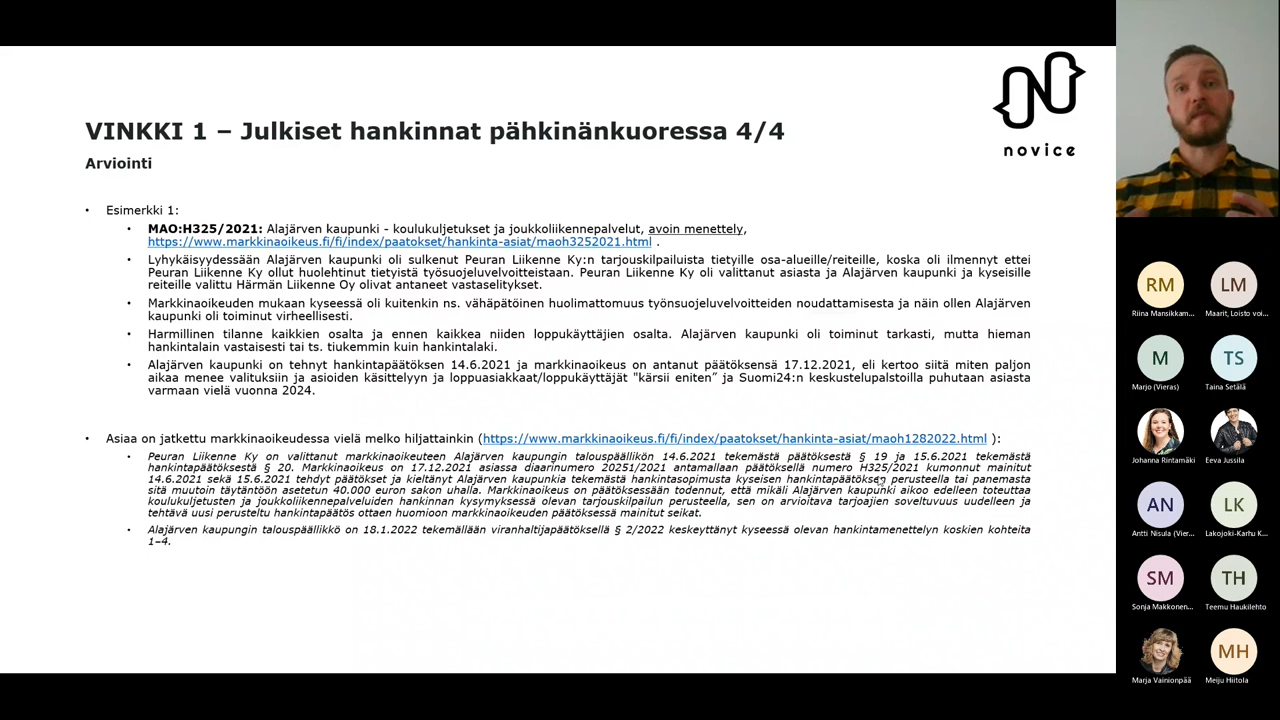 novice
VINKKI 1 – Julkiset hankinnat pähkinänkuoressa 4/4
Arviointi
• Esimerkki 1:
• MAO:H325/2021: Alajärven kaupunki - koulukuljetukset ja joukkoliikennepalvelut, avoin menettely,
https://www.markkinaoikeus.fi/fi/index/paatokset/hankinta-asiat/maoh3252021.html .
• Lyhykäisyydessään Alajärven kaupunki oli sulkenut Peuran Liikenne Ky:n tarjouskilpailuista tietyille osa-alueille/reiteille, koska oli ilmennyt ettei
Peuran Liikenne Ky ollut huolehtinut tietyistä työsuojeluvelvoitteistaan. Peuran Liikenne Ky oli valittanut asiasta ja Alajärven kaupunki ja kyseisille
reiteille valittu Härmän Liikenne Oy olivat antaneet vastaselitykset.
• Markkinaoikeuden mukaan kyseessä oli kuitenkin ns. vähäpätöinen huolimattomuus työnsuojeluvelvoitteiden noudattamisesta ja näin ollen Alajärven
kaupunki oli toiminut virheellisesti.
• Harmillinen tilanne kaikkien osalta ja ennen kaikkea niiden loppukäyttäjien osalta. Alajärven kaupunki oli toiminut tarkasti, mutta hieman
hankintalain vastaisesti tai ts. tiukemmin kuin hankintalaki.
• Alajärven kaupunki on tehnyt hankintapäätöksen 14.6.2021 ja markkinaoikeus on antanut päätöksensä 17.12.2021, eli kertoo siitä miten paljon
aikaa menee valituksiin ja asioiden käsittelyyn ja loppuasiakkaat/loppukäyttäjät "kärsii eniten” ja Suomi24:n keskustelupalstoilla puhutaan asiasta
varmaan vielä vuonna 2024.
• Asiaa on jatkettu markkinaoikeudessa vielä melko hiljattainkin (https://www.markkinaoikeus.fi/fi/index/paatokset/hankinta-asiat/maoh1282022.html ):
• Peuran Liikenne Ky on valittanut markkinaoikeuteen Alajärven kaupungin talouspäällikön 14.6.2021 tekemästä päätöksestä § 19 ja 15.6.2021 tekemästä
hankintapäätöksestä § 20. Markkinaoikeus on 17.12.2021 asiassa diaarinumero 20251/2021 antamallaan päätöksellä numero H325/2021 kumonnut mainitut
14.6.2021 sekä 15.6.2021 tehdyt päätökset ja kieltänyt Alajärven kaupunkia tekemästä hankintasopimusta kyseisen hankintapäätöksen perusteella tai panemasta
sitä muutoin täytäntöön asetetun 40.000 euron sakon uhalla. Markkinaoikeus on päätöksessään todennut, että mikäli Alajärven kaupunki aikoo edelleen toteuttaa
koulukuljetusten ja joukkoliikennepalveluiden hankinnan kysymyksessä olevan tarjouskilpailun perusteella, sen on arvioitava tarjoajien soveltuvuus uudelleen ja
tehtävä uusi perusteltu hankintapäätös ottaen huomioon markkinaoikeuden päätöksessä mainitut seikat.
• Alajärven kaupungin talouspäällikkö on 18.1.2022 tekemällään viranhaltijapäätöksellä § 2/2022 keskeyttänyt kyseessä olevan hankintamenettelyn koskien kohteita
1–4.
RM
LM
Riina Mansikkam...
Maarit, Loisto voi...
M
TS
Marjo (Vieras)
Taina Setälä
Johanna Rintamäki
Eeva Jussila
AN
LK
Antti Nisula (Vier...
Lakojoki-Karhu K...
SM
TH
Sonja Makkonen...
Teemu Haukilehto
MH
Marja Vainionpää
Meiju Hiitola